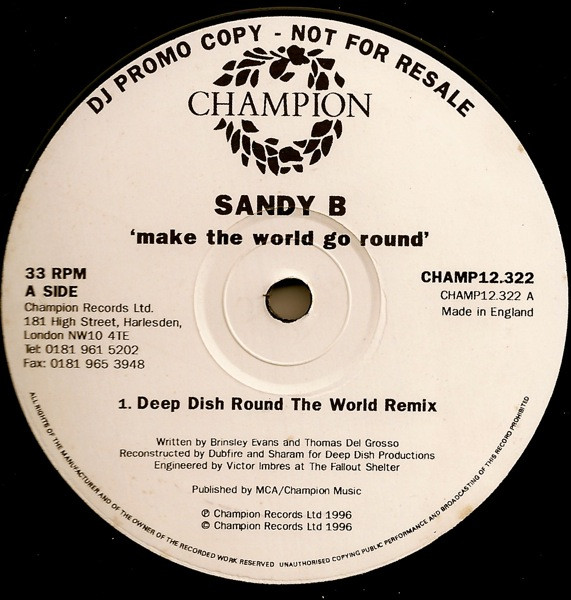 DJ PROMO COPY - NOT FOR RESALE
CHAMPION
SANDY B
‘make the world go round’
33 RPM
A SIDE
Champion Records Ltd.
181 High Street, Harlesden,
London NW10 4TE
Tel: 0181 961 5202
Fax: 0181 965 3948
CHAMP12.322
CHAMP12.322 A
Made in England
1. Deep Dish Round The World Remix
Written by Brinsley Evans and Thomas Del Grosso
Reconstructed by Dubfire and Sharam for Deep Dish Productions
Engineered by Victor Imbres at The Fallout Shelter
Published by MCA/Champion Music
℗ Champion Records Ltd 1996
© Champion Records Ltd 1996
ALL RIGHTS OF THE MANUFACTURER AND OF THE OWNER OF THE RECORDED WORK RESERVED UNAUTHORISED COPYING PUBLIC PERFORMANCE AND BROADCASTING OF THIS RECORD PROHIBITED